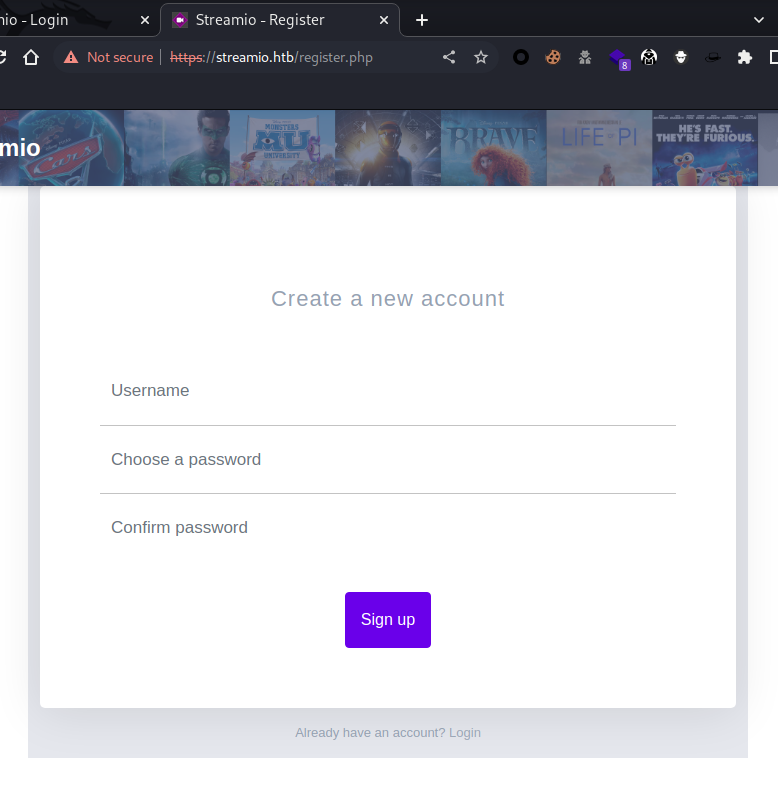 nio - Login
Streamio - Register
Not secure
https://streamio.htb/register.php
8
mio
MONSTERS
MU
UNIVERSITY
BRAVE
LIFE OF PI
HE'S FAST.
THEY'RE FURIOUS.
Create a new account
Username
Choose a password
Confirm password
Sign up
Already have an account? Login